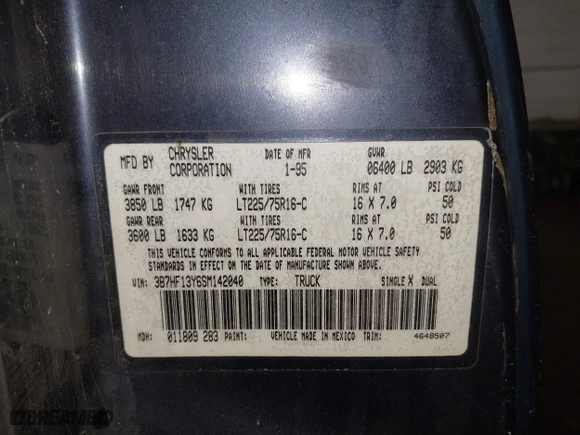 MFD BY CHRYSLER CORPORATION DATE OF MFR 1-95 GVWR 06400 LB 2903 KG
GAWR FRONT WITH TIRES RIMS AT PSI COLD
3850 LB 1747 KG LT225/75R16-C 16 X 7.0 50
GAWR REAR WITH TIRES RIMS AT PSI COLD
3600 LB 1633 KG LT225/75R16-C 16 X 7.0 50
THIS VEHICLE CONFORMS TO ALL APPLICABLE FEDERAL MOTOR VEHICLE SAFETY
STANDARDS IN EFFECT ON THE DATE OF MANUFACTURE SHOWN ABOVE.
VIN: 3B7HF13Y6SM142040 TYPE: TRUCK SINGLE X DUAL
MDH: 011809 283 PAINT: VEHICLE MADE IN MEXICO TRIM: 4648507
DREAMBID